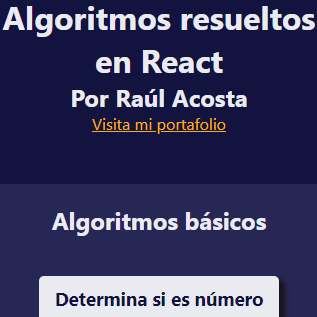 Algoritmos resueltos
en React
Por Raúl Acosta
Visita mi portafolio
Algoritmos básicos
Determina si es número